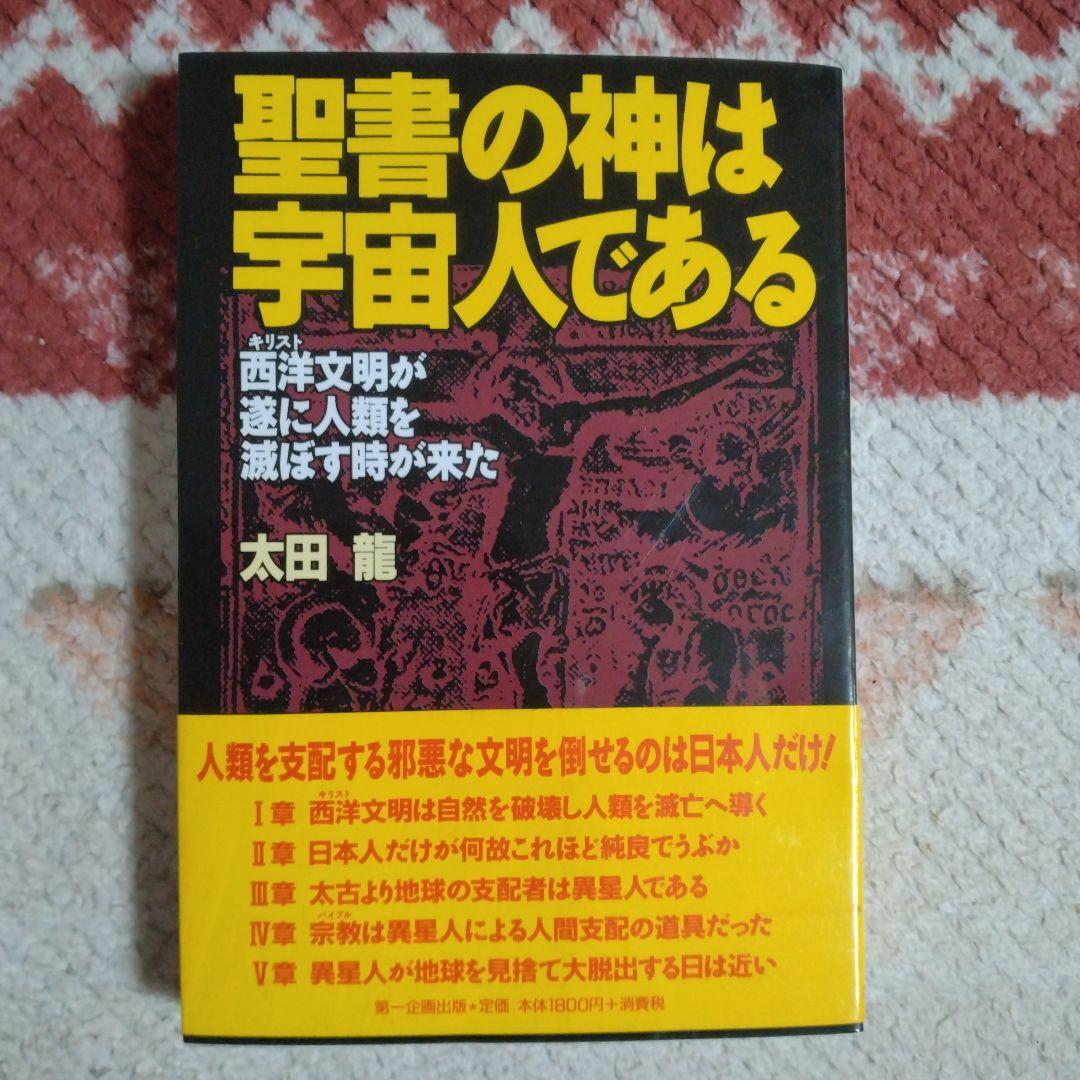 聖書の神は
宇宙人である
キリスト
西洋文明が
遂に人類を
滅ぼす時が来た
太田 龍
人類を支配する邪悪な文明を倒せるのは日本人だけ!
キリスト
Ⅰ章 西洋文明は自然を破壊し人類を滅亡へ導く
Ⅱ章 日本人だけが何故これほど純良でうぶか
Ⅲ章 太古より地球の支配者は異星人である
バイブル
Ⅳ章 宗教は異星人による人間支配の道具だった
Ⅴ章 異星人が地球を見捨て大脱出する日は近い
第一企画出版★定価:本体1800円+消費税